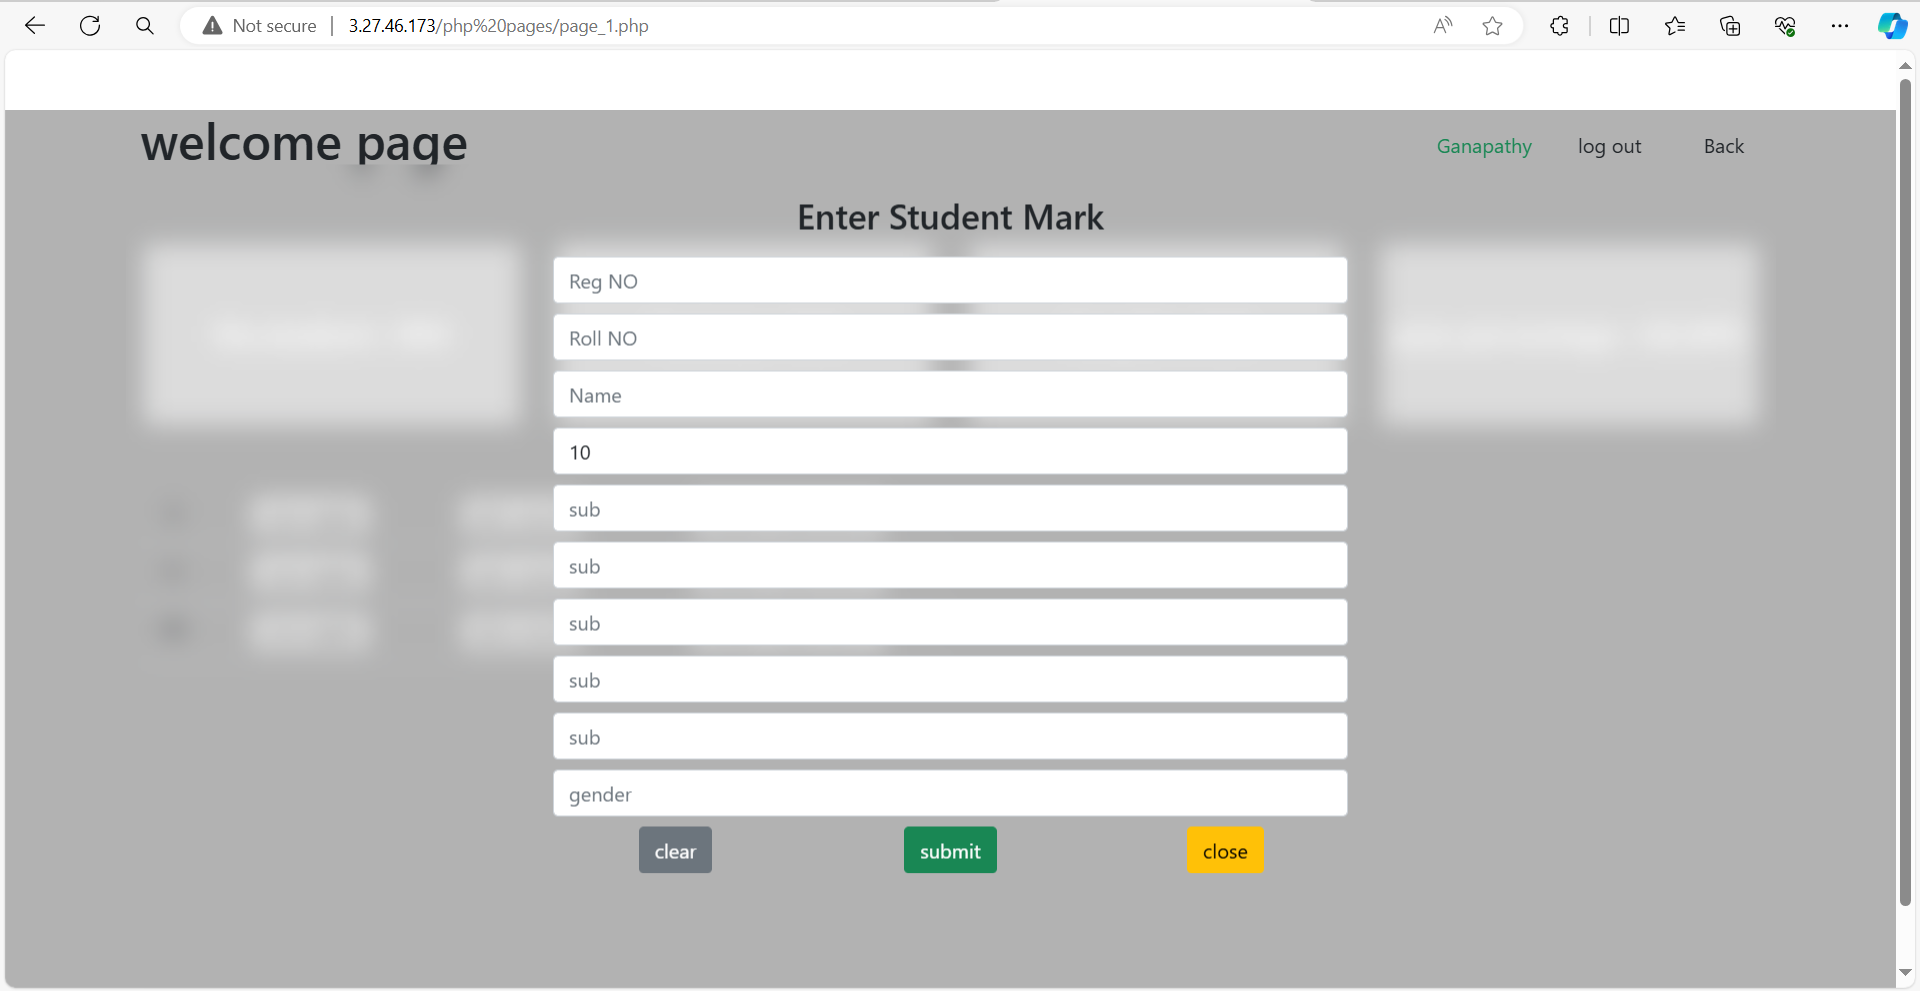 Not secure | 3.27.46.173/php%20pages/page_1.php
welcome page
Ganapathy log out Back
Enter Student Mark
Reg NO
Roll NO
Name
10
sub
sub
sub
sub
sub
gender
clear submit close